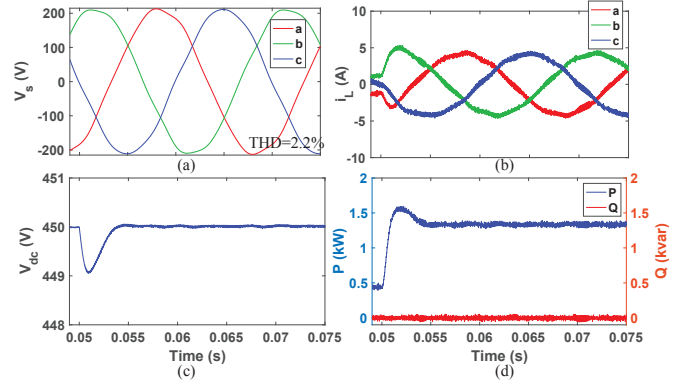 200
100
0
-100
-200
V_s (V)
a
b
c
THD=2.2%
(a)
10
5
0
-5
-10
i_L (A)
a
b
c
(b)
451
450
449
448
V_dc (V)
0.05 0.055 0.06 0.065 0.07 0.075
Time (s)
(c)
2
1.5
1
0.5
0
P (kW)
P
Q
2
1.5
1
0.5
0
Q (kvar)
0.05 0.055 0.06 0.065 0.07 0.075
Time (s)
(d)